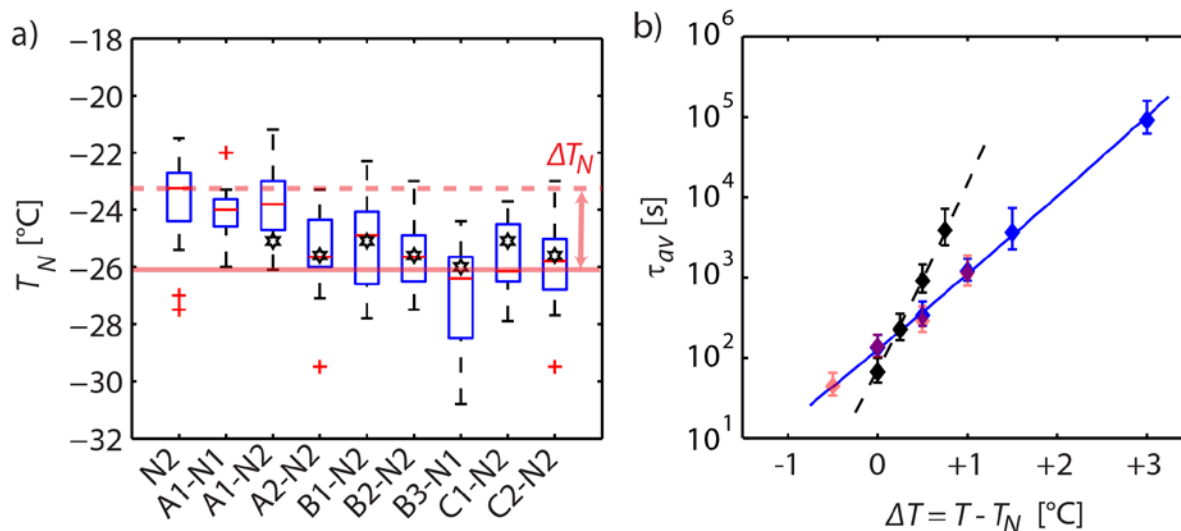 a)
−18
−20
−22
−24
−26
−28
−30
−32
T_N [°C]
ΔT_N
N2
A1-N1
A1-N2
A2-N2
B1-N2
B2-N2
B3-N1
C1-N2
C2-N2
b)
10^6
10^5
10^4
10^3
10^2
10^1
τ_av [s]
-1
0
+1
+2
+3
ΔT = T - T_N [°C]